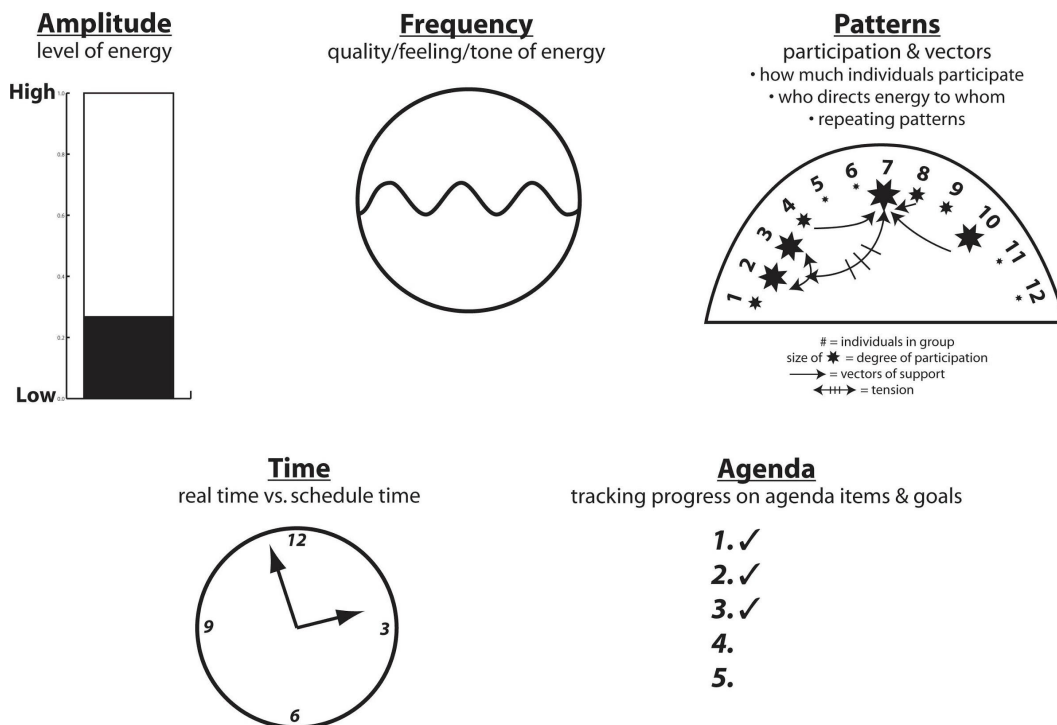 Amplitude
level of energy
High
1.0
0.8
0.6
0.4
0.2
Low
0.0
Frequency
quality/feeling/tone of energy
Patterns
participation & vectors
• how much individuals participate
• who directs energy to whom
• repeating patterns
1
2
3
4
5
6
7
8
9
10
11
12
# = individuals in group
size of ✷ = degree of participation
= vectors of support
= tension
Time
real time vs. schedule time
12
9
3
6
Agenda
tracking progress on agenda items & goals
1. ✓
2. ✓
3. ✓
4.
5.